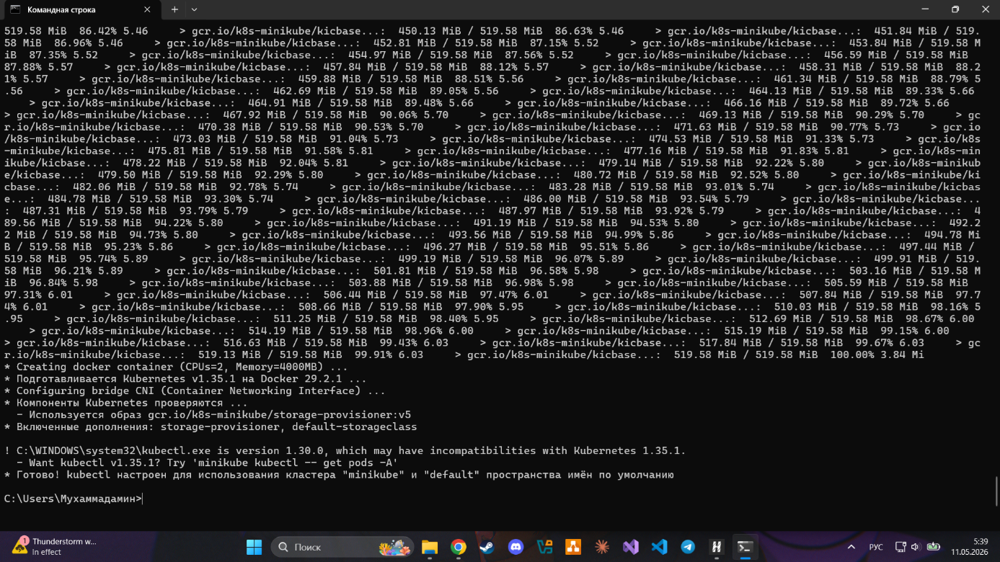 Командная строка
519.58 MiB  86.42% 5.46     > gcr.io/k8s-minikube/kicbase...:  450.13 MiB / 519.58 MiB  86.63% 5.46     > gcr.io/k8s-minikube/kicbase...:  451.84 MiB / 519.
58 MiB  86.96% 5.46     > gcr.io/k8s-minikube/kicbase...:  452.81 MiB / 519.58 MiB  87.15% 5.52     > gcr.io/k8s-minikube/kicbase...:  453.84 MiB / 519.58 M
iB  87.35% 5.52     > gcr.io/k8s-minikube/kicbase...:  454.97 MiB / 519.58 MiB  87.56% 5.52     > gcr.io/k8s-minikube/kicbase...:  456.59 MiB / 519.58 MiB
87.88% 5.57     > gcr.io/k8s-minikube/kicbase...:  457.84 MiB / 519.58 MiB  88.12% 5.57     > gcr.io/k8s-minikube/kicbase...:  458.31 MiB / 519.58 MiB  88.2
1% 5.57     > gcr.io/k8s-minikube/kicbase...:  459.88 MiB / 519.58 MiB  88.51% 5.56     > gcr.io/k8s-minikube/kicbase...:  461.34 MiB / 519.58 MiB  88.79% 5
.56     > gcr.io/k8s-minikube/kicbase...:  462.69 MiB / 519.58 MiB  89.05% 5.56     > gcr.io/k8s-minikube/kicbase...:  464.13 MiB / 519.58 MiB  89.33% 5.66
> gcr.io/k8s-minikube/kicbase...:  464.91 MiB / 519.58 MiB  89.48% 5.66     > gcr.io/k8s-minikube/kicbase...:  466.16 MiB / 519.58 MiB  89.72% 5.66
> gcr.io/k8s-minikube/kicbase...:  467.92 MiB / 519.58 MiB  90.06% 5.70     > gcr.io/k8s-minikube/kicbase...:  469.13 MiB / 519.58 MiB  90.29% 5.70     > gc
r.io/k8s-minikube/kicbase...:  470.38 MiB / 519.58 MiB  90.53% 5.70     > gcr.io/k8s-minikube/kicbase...:  471.63 MiB / 519.58 MiB  90.77% 5.73     > gcr.io
/k8s-minikube/kicbase...:  473.03 MiB / 519.58 MiB  91.04% 5.73     > gcr.io/k8s-minikube/kicbase...:  474.53 MiB / 519.58 MiB  91.33% 5.73     > gcr.io/k8s
-minikube/kicbase...:  475.81 MiB / 519.58 MiB  91.58% 5.81     > gcr.io/k8s-minikube/kicbase...:  477.16 MiB / 519.58 MiB  91.83% 5.81     > gcr.io/k8s-min
ikube/kicbase...:  478.22 MiB / 519.58 MiB  92.04% 5.81     > gcr.io/k8s-minikube/kicbase...:  479.14 MiB / 519.58 MiB  92.22% 5.80     > gcr.io/k8s-minikub
e/kicbase...:  479.50 MiB / 519.58 MiB  92.29% 5.80     > gcr.io/k8s-minikube/kicbase...:  480.72 MiB / 519.58 MiB  92.52% 5.80     > gcr.io/k8s-minikube/ki
cbase...:  482.06 MiB / 519.58 MiB  92.78% 5.74     > gcr.io/k8s-minikube/kicbase...:  483.28 MiB / 519.58 MiB  93.01% 5.74     > gcr.io/k8s-minikube/kicbas
e...:  484.78 MiB / 519.58 MiB  93.30% 5.74     > gcr.io/k8s-minikube/kicbase...:  486.00 MiB / 519.58 MiB  93.54% 5.79     > gcr.io/k8s-minikube/kicbase...
:  487.31 MiB / 519.58 MiB  93.79% 5.79     > gcr.io/k8s-minikube/kicbase...:  487.97 MiB / 519.58 MiB  93.92% 5.79     > gcr.io/k8s-minikube/kicbase...:  4
89.56 MiB / 519.58 MiB  94.22% 5.80     > gcr.io/k8s-minikube/kicbase...:  491.19 MiB / 519.58 MiB  94.53% 5.80     > gcr.io/k8s-minikube/kicbase...:  492.2
2 MiB / 519.58 MiB  94.73% 5.80     > gcr.io/k8s-minikube/kicbase...:  493.56 MiB / 519.58 MiB  94.99% 5.86     > gcr.io/k8s-minikube/kicbase...:  494.78 Mi
B / 519.58 MiB  95.23% 5.86     > gcr.io/k8s-minikube/kicbase...:  496.27 MiB / 519.58 MiB  95.51% 5.86     > gcr.io/k8s-minikube/kicbase...:  497.44 MiB /
519.58 MiB  95.74% 5.89     > gcr.io/k8s-minikube/kicbase...:  499.19 MiB / 519.58 MiB  96.07% 5.89     > gcr.io/k8s-minikube/kicbase...:  499.91 MiB / 519.
58 MiB  96.21% 5.89     > gcr.io/k8s-minikube/kicbase...:  501.81 MiB / 519.58 MiB  96.58% 5.98     > gcr.io/k8s-minikube/kicbase...:  503.16 MiB / 519.58 M
iB  96.84% 5.98     > gcr.io/k8s-minikube/kicbase...:  503.88 MiB / 519.58 MiB  96.98% 5.98     > gcr.io/k8s-minikube/kicbase...:  505.59 MiB / 519.58 MiB
97.31% 6.01     > gcr.io/k8s-minikube/kicbase...:  506.44 MiB / 519.58 MiB  97.47% 6.01     > gcr.io/k8s-minikube/kicbase...:  507.84 MiB / 519.58 MiB  97.7
4% 6.01     > gcr.io/k8s-minikube/kicbase...:  508.66 MiB / 519.58 MiB  97.90% 5.95     > gcr.io/k8s-minikube/kicbase...:  510.03 MiB / 519.58 MiB  98.16% 5
.95     > gcr.io/k8s-minikube/kicbase...:  511.25 MiB / 519.58 MiB  98.40% 5.95     > gcr.io/k8s-minikube/kicbase...:  512.69 MiB / 519.58 MiB  98.67% 6.00
> gcr.io/k8s-minikube/kicbase...:  514.19 MiB / 519.58 MiB  98.96% 6.00     > gcr.io/k8s-minikube/kicbase...:  515.19 MiB / 519.58 MiB  99.15% 6.00
> gcr.io/k8s-minikube/kicbase...:  516.63 MiB / 519.58 MiB  99.43% 6.03     > gcr.io/k8s-minikube/kicbase...:  517.84 MiB / 519.58 MiB  99.67% 6.03     > gc
r.io/k8s-minikube/kicbase...:  519.13 MiB / 519.58 MiB  99.91% 6.03     > gcr.io/k8s-minikube/kicbase...:  519.58 MiB / 519.58 MiB  100.00% 3.84 Mi
* Creating docker container (CPUs=2, Memory=4000MB) ...
* Подготавливается Kubernetes v1.35.1 на Docker 29.2.1 ...
* Configuring bridge CNI (Container Networking Interface) ...
* Компоненты Kubernetes проверяются ...
  - Используется образ gcr.io/k8s-minikube/storage-provisioner:v5
* Включенные дополнения: storage-provisioner, default-storageclass
! C:\WINDOWS\system32\kubectl.exe is version 1.30.0, which may have incompatibilities with Kubernetes 1.35.1.
  - Want kubectl v1.35.1? Try 'minikube kubectl -- get pods -A'
* Готово! kubectl настроен для использования кластера "minikube" и "default" пространства имён по умолчанию
C:\Users\Мухаммадамин>
1
Thunderstorm w...
In effect
Поиск
РУС
5:39
11.05.2026